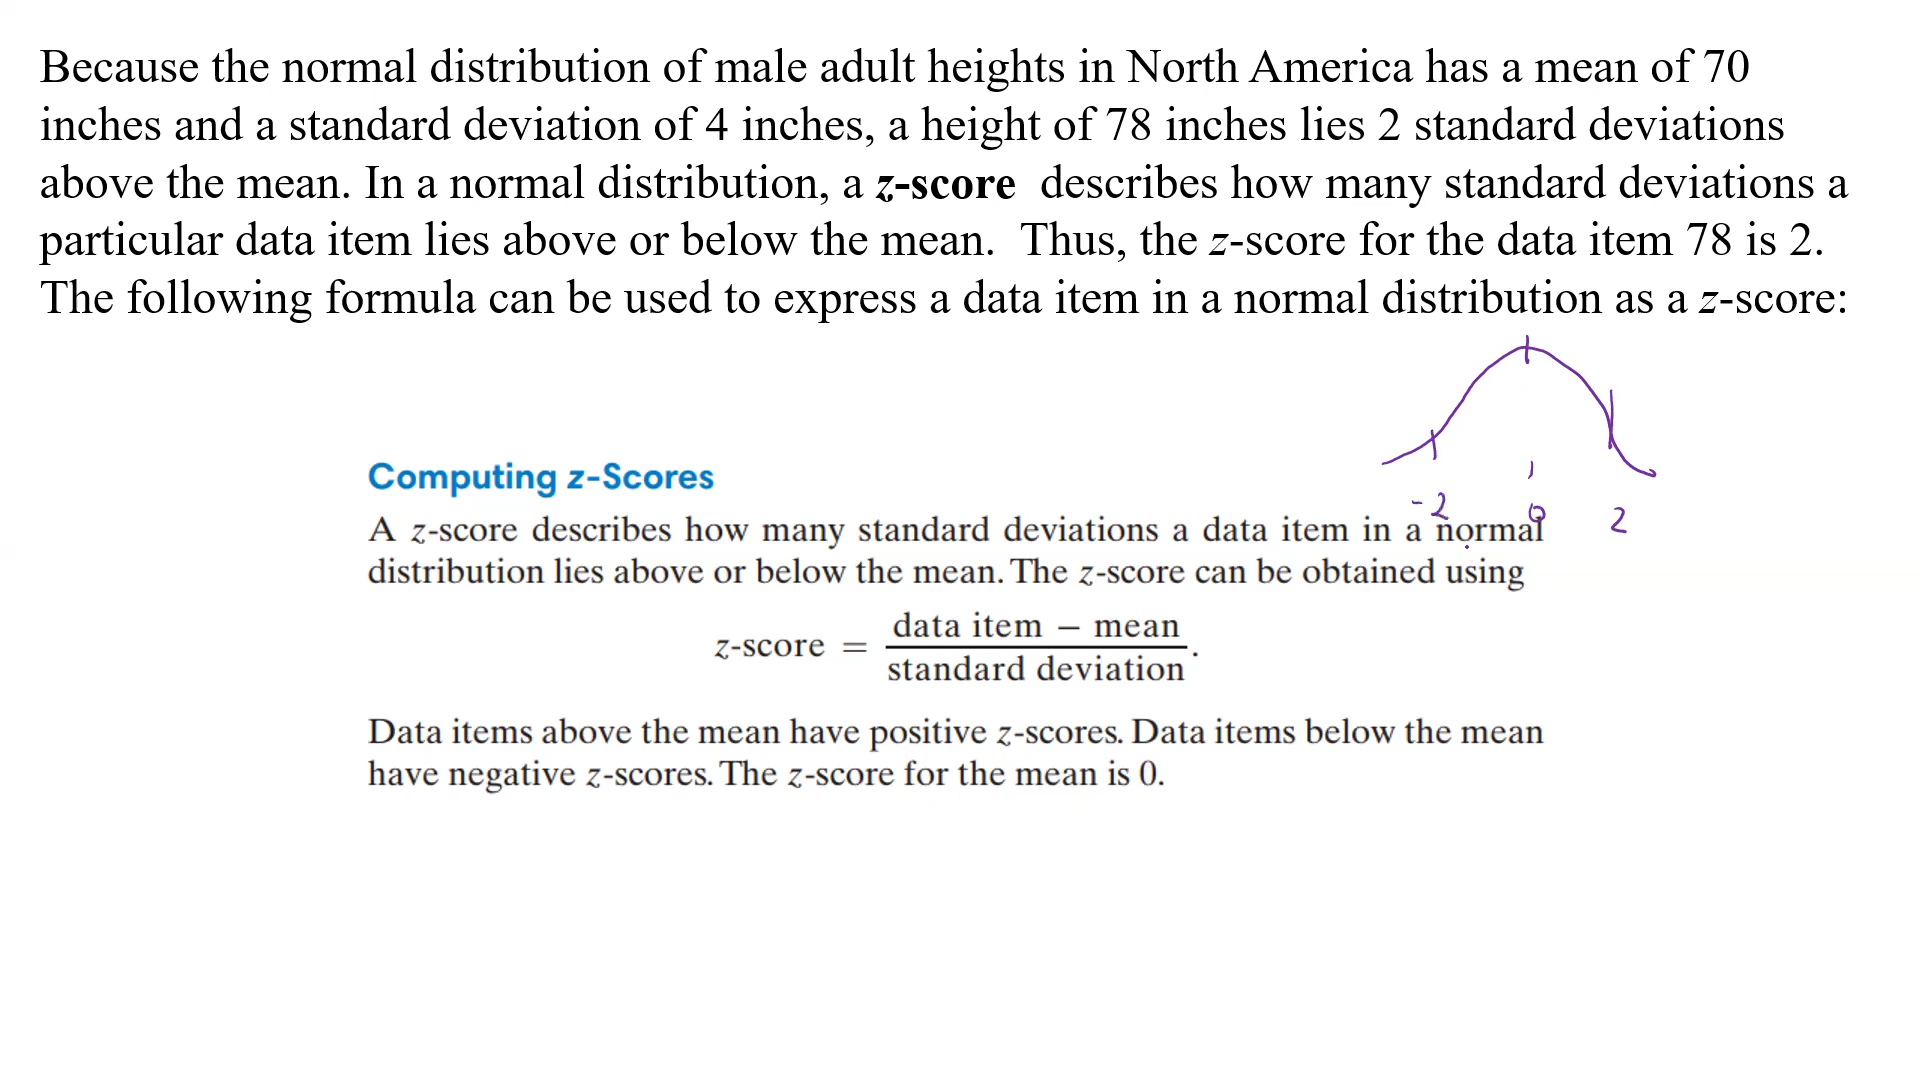 Because the normal distribution of male adult heights in North America has a mean of 70
inches and a standard deviation of 4 inches, a height of 78 inches lies 2 standard deviations
above the mean. In a normal distribution, a z-score describes how many standard deviations a
particular data item lies above or below the mean. Thus, the z-score for the data item 78 is 2.
The following formula can be used to express a data item in a normal distribution as a z-score:
Computing z-Scores
-2 0 2
A z-score describes how many standard deviations a data item in a normal
distribution lies above or below the mean. The z-score can be obtained using
z-score = data item − mean
standard deviation.
Data items above the mean have positive z-scores. Data items below the mean
have negative z-scores. The z-score for the mean is 0.